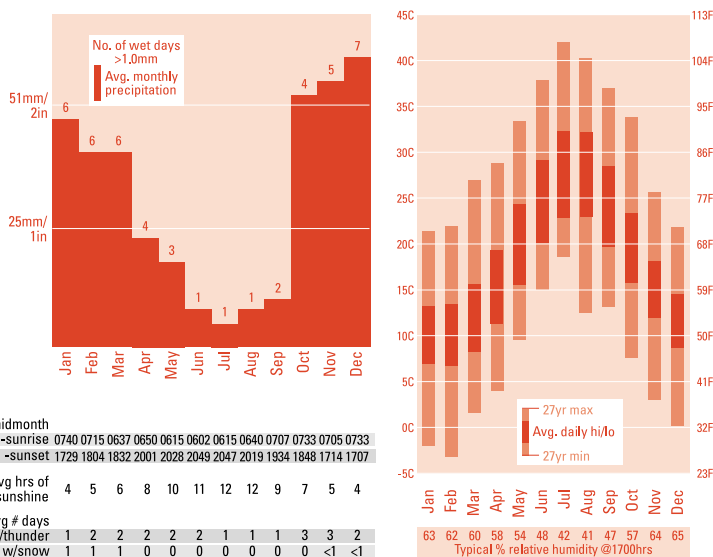 No. of wet days
>1.0mm
Avg. monthly
precipitation
51mm/
2in
25mm/
1in
6 6 6 4 3 1 1 1 2 4 5 7
Jan Feb Mar Apr May Jun Jul Aug Sep Oct Nov Dec
idmonth
-sunrise 0740 0715 0637 0650 0615 0602 0615 0640 0707 0733 0705 0733
-sunset 1729 1804 1832 2001 2028 2049 2047 2019 1934 1848 1714 1707
vg hrs of
sunshine 4 5 6 8 10 11 12 12 9 7 5 4
rg # days
/thunder 1 2 2 2 2 2 1 1 1 3 3 2
w/snow 1 1 1 0 0 0 0 0 0 0 <1 <1
45C 113F
40C 104F
35C 95F
30C 86F
25C 77F
20C 68F
15C 59F
10C 50F
5C 41F
0C 32F
-5C 23F
27yr max
Avg. daily hi/lo
27yr min
Jan Feb Mar Apr May Jun Jul Aug Sep Oct Nov Dec
63 62 60 58 54 48 42 41 47 57 64 65
Typical % relative humidity @1700hrs